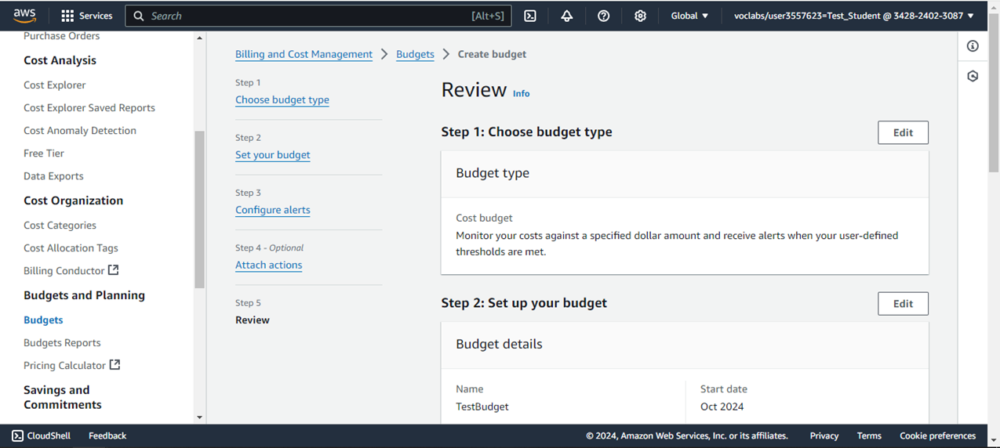 aws
Services
Search
[Alt+S]
Global
voclabs/user3557623=Test_Student @ 3428-2402-3087
Purchase Orders
Cost Analysis
Cost Explorer
Cost Explorer Saved Reports
Cost Anomaly Detection
Free Tier
Data Exports
Cost Organization
Cost Categories
Cost Allocation Tags
Billing Conductor
Budgets and Planning
Budgets
Budgets Reports
Pricing Calculator
Savings and
Commitments
Billing and Cost Management > Budgets > Create budget
Step 1
Choose budget type
Step 2
Set your budget
Step 3
Configure alerts
Step 4 - Optional
Attach actions
Step 5
Review
Review Info
Step 1: Choose budget type
Edit
Budget type
Cost budget
Monitor your costs against a specified dollar amount and receive alerts when your user-defined
thresholds are met.
Step 2: Set up your budget
Edit
Budget details
Name
TestBudget
Start date
Oct 2024
CloudShell
Feedback
© 2024, Amazon Web Services, Inc. or its affiliates.
Privacy
Terms
Cookie preferences